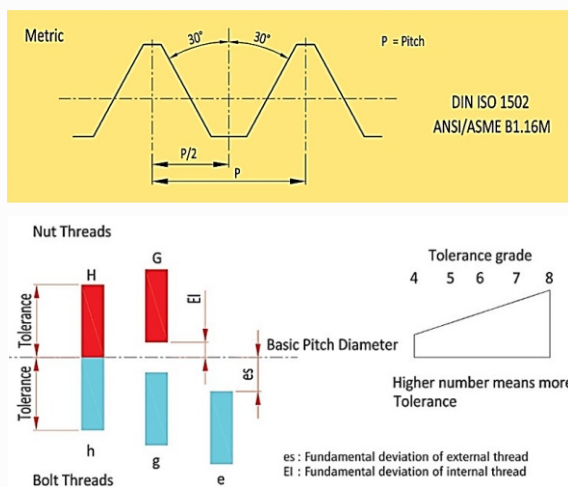 Metric
30°
30°
P = Pitch
DIN ISO 1502
ANSI/ASME B1.16M
P/2
P
Nut Threads
H
G
EI
Tolerance
Tolerance
Basic Pitch Diameter
es
h
g
e
Bolt Threads
Tolerance grade
4 5 6 7 8
Higher number means more
Tolerance
es : Fundamental deviation of external thread
EI : Fundamental deviation of internal thread